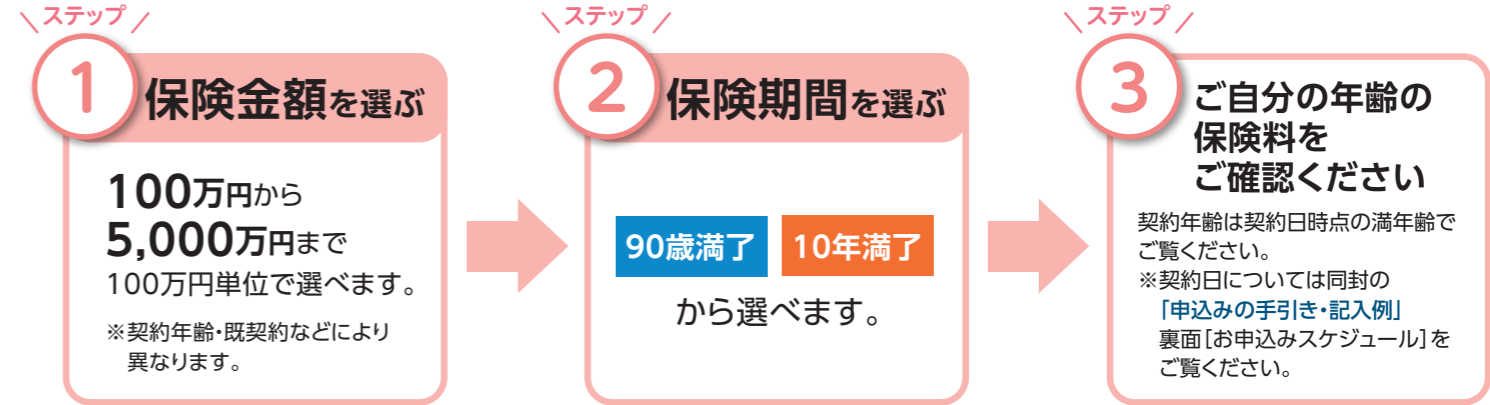 ステップ
1
保険金額を選ぶ
100万円から
5,000万円まで
100万円単位で選べます。
※契約年齢・既契約などにより
異なります。
ステップ
2
保険期間を選ぶ
90歳満了 10年満了
から選べます。
ステップ
3
ご自分の年齢の
保険料を
ご確認ください
契約年齢は契約日時点の満年齢で
ご覧ください。
※契約日については同封の
「申込みの手引き・記入例」
裏面[お申込みスケジュール]を
ご覧ください。